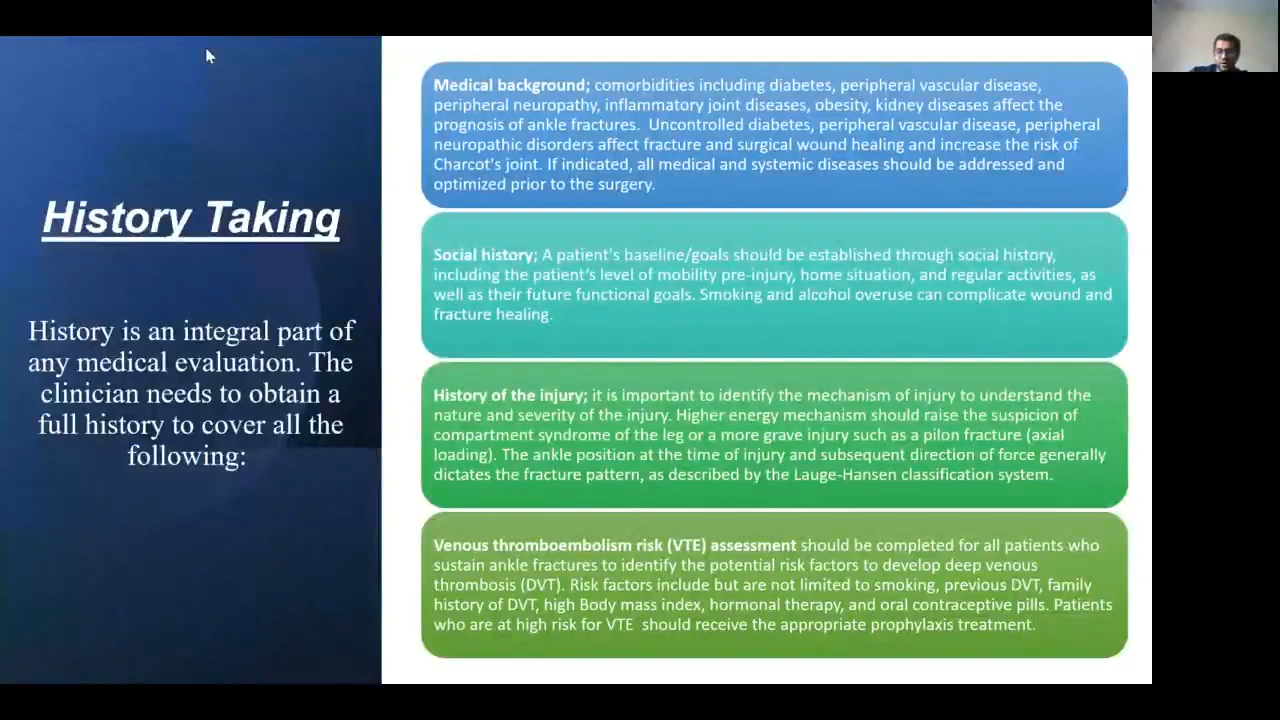 History Taking
History is an integral part of
any medical evaluation. The
clinician needs to obtain a
full history to cover all the
following:
Medical background; comorbidities including diabetes, peripheral vascular disease,
peripheral neuropathy, inflammatory joint diseases, obesity, kidney diseases affect the
prognosis of ankle fractures.  Uncontrolled diabetes, peripheral vascular disease, peripheral
neuropathic disorders affect fracture and surgical wound healing and increase the risk of
Charcot's joint. If indicated, all medical and systemic diseases should be addressed and
optimized prior to the surgery.
Social history; A patient's baseline/goals should be established through social history,
including the patient's level of mobility pre-injury, home situation, and regular activities, as
well as their future functional goals. Smoking and alcohol overuse can complicate wound and
fracture healing.
History of the injury; it is important to identify the mechanism of injury to understand the
nature and severity of the injury. Higher energy mechanism should raise the suspicion of
compartment syndrome of the leg or a more grave injury such as a pilon fracture (axial
loading). The ankle position at the time of injury and subsequent direction of force generally
dictates the fracture pattern, as described by the Lauge-Hansen classification system.
Venous thromboembolism risk (VTE) assessment should be completed for all patients who
sustain ankle fractures to identify the potential risk factors to develop deep venous
thrombosis (DVT). Risk factors include but are not limited to smoking, previous DVT, family
history of DVT, high Body mass index, hormonal therapy, and oral contraceptive pills. Patients
who are at high risk for VTE  should receive the appropriate prophylaxis treatment.